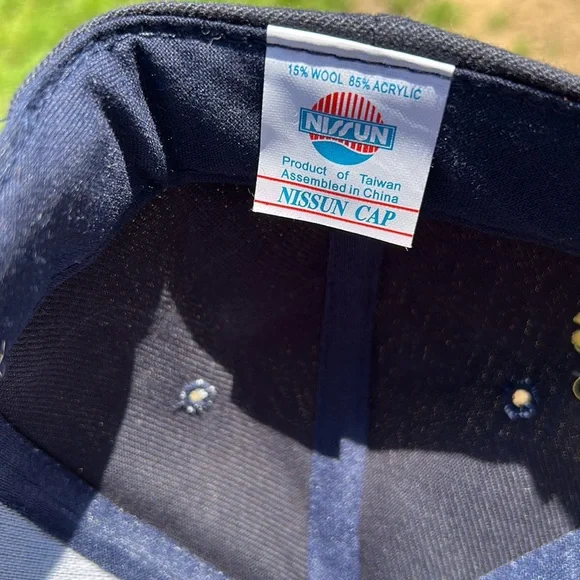 15% WOOL 85% ACRYLIC
NISSUN
Product of Taiwan
Assembled in China
NISSUN CAP